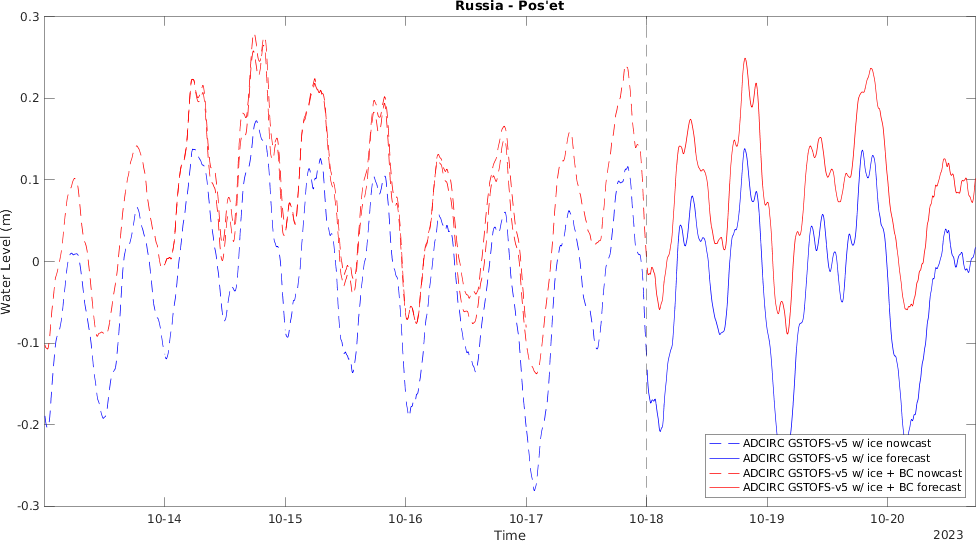 Russia - Pos'et
0.3
0.2
0.1
0
-0.1
-0.2
-0.3
Water Level (m)
10-14 10-15 10-16 10-17 10-18 10-19 10-20
Time
2023
ADCIRC GSTOFS-v5 w/ ice nowcast
ADCIRC GSTOFS-v5 w/ ice forecast
ADCIRC GSTOFS-v5 w/ ice + BC nowcast
ADCIRC GSTOFS-v5 w/ ice + BC forecast